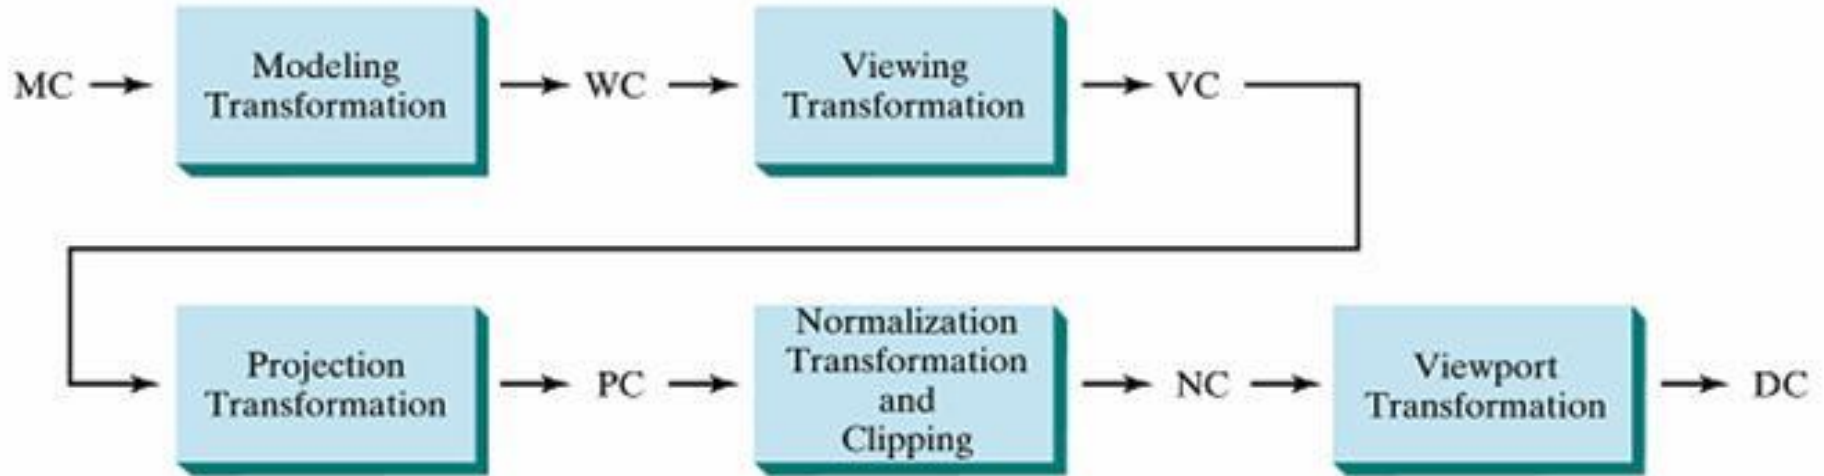 MC
Modeling
Transformation
WC
Viewing
Transformation
VC
Projection
Transformation
PC
Normalization
Transformation
and
Clipping
NC
Viewport
Transformation
DC